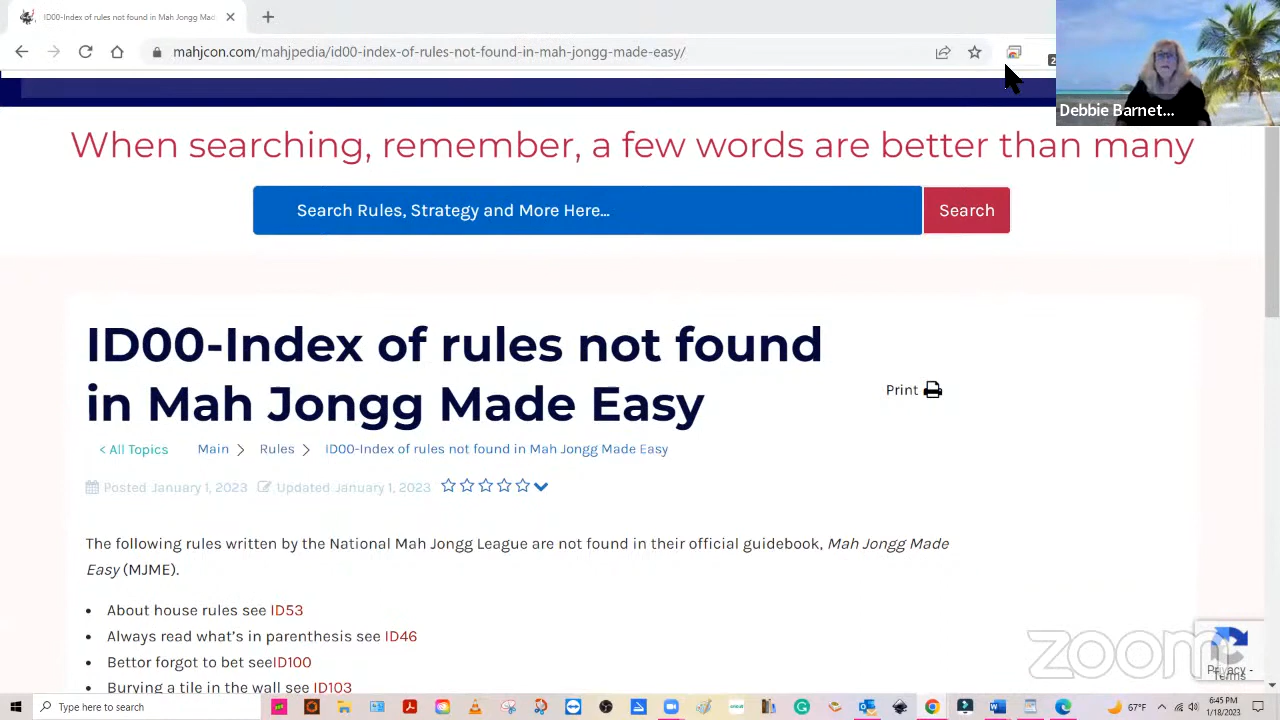 ID00-Index of rules not found in Mah Jongg Mad
mahjcon.com/mahjpedia/id00-index-of-rules-not-found-in-mah-jongg-made-easy/
Debbie Barnet...
When searching, remember, a few words are better than many
Search Rules, Strategy and More Here...
Search
ID00-Index of rules not found
in Mah Jongg Made Easy
Print
< All Topics Main > Rules > ID00-Index of rules not found in Mah Jongg Made Easy
Posted January 1, 2023 Updated January 1, 2023
The following rules written by the National Mah Jongg League are not found in their official guidebook, Mah Jongg Made
Easy (MJME).
• About house rules see ID53
• Always read what's in parenthesis see ID46
• Bettor forgot to bet seeID100
• Burying a tile in the wall see ID103
zoom
Privacy - Terms
Type here to search
67°F
6:45 PM
1/18/2023